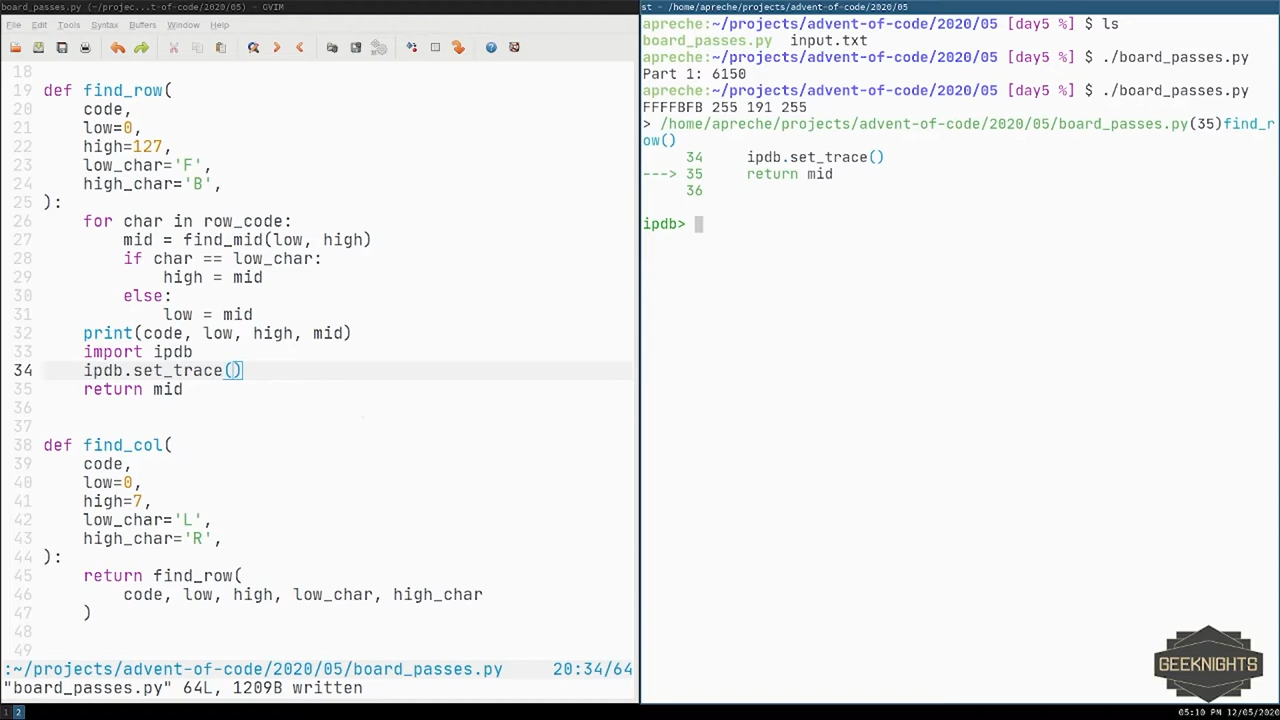 board_passes.py (~/projec...t-of-code/2020/05) - GVIM
File Edit Tools Syntax Buffers Window Help
18
19 def find_row(
20     code,
21     low=0,
22     high=127,
23     low_char='F',
24     high_char='B',
25 ):
26     for char in row_code:
27         mid = find_mid(low, high)
28         if char == low_char:
29             high = mid
30         else:
31             low = mid
32     print(code, low, high, mid)
33     import ipdb
34     ipdb.set_trace()
35     return mid
36
37
38 def find_col(
39     code,
40     low=0,
41     high=7,
42     low_char='L',
43     high_char='R',
44 ):
45     return find_row(
46         code, low, high, low_char, high_char
47     )
48
49
:~/projects/advent-of-code/2020/05/board_passes.py 20:34/64
"board_passes.py" 64L, 1209B written
1 2
st - /home/apreche/projects/advent-of-code/2020/05
apreche:~/projects/advent-of-code/2020/05 [day5 %] $ ls
board_passes.py  input.txt
apreche:~/projects/advent-of-code/2020/05 [day5 %] $ ./board_passes.py
Part 1: 6150
apreche:~/projects/advent-of-code/2020/05 [day5 %] $ ./board_passes.py
FFFFBFB 255 191 255
> /home/apreche/projects/advent-of-code/2020/05/board_passes.py(35)find_r
ow()
     34     ipdb.set_trace()
---> 35     return mid
     36
ipdb>
GEEKNIGHTS
05:10 PM 12/05/2020